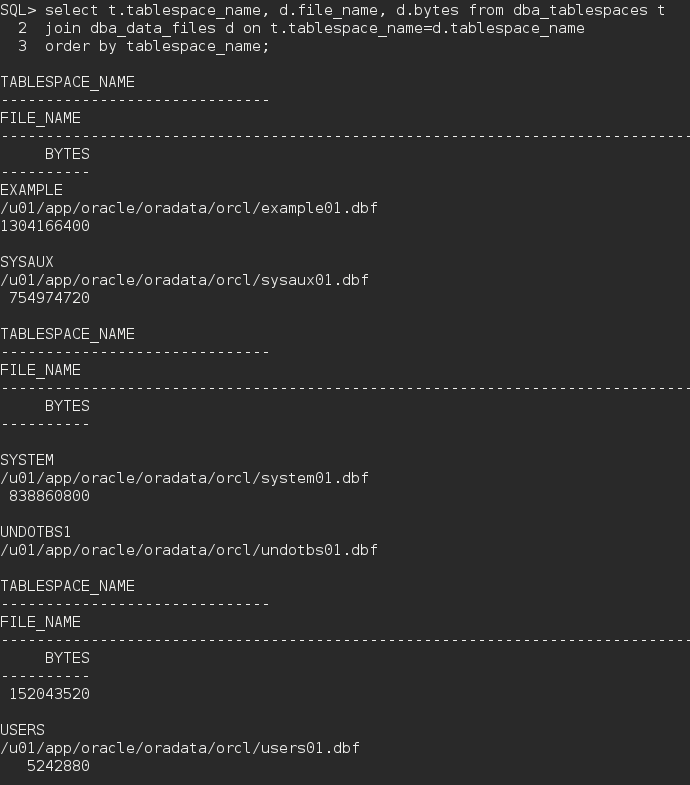 SQL> select t.tablespace_name, d.file_name, d.bytes from dba_tablespaces t
  2  join dba_data_files d on t.tablespace_name=d.tablespace_name
  3  order by tablespace_name;

TABLESPACE_NAME
------------------------------
FILE_NAME
--------------------------------------------------------------------------------
     BYTES
----------
EXAMPLE
/u01/app/oracle/oradata/orcl/example01.dbf
1304166400

SYSAUX
/u01/app/oracle/oradata/orcl/sysaux01.dbf
 754974720

TABLESPACE_NAME
------------------------------
FILE_NAME
--------------------------------------------------------------------------------
     BYTES
----------

SYSTEM
/u01/app/oracle/oradata/orcl/system01.dbf
 838860800

UNDOTBS1
/u01/app/oracle/oradata/orcl/undotbs01.dbf

TABLESPACE_NAME
------------------------------
FILE_NAME
--------------------------------------------------------------------------------
     BYTES
----------
 152043520

USERS
/u01/app/oracle/oradata/orcl/users01.dbf
   5242880